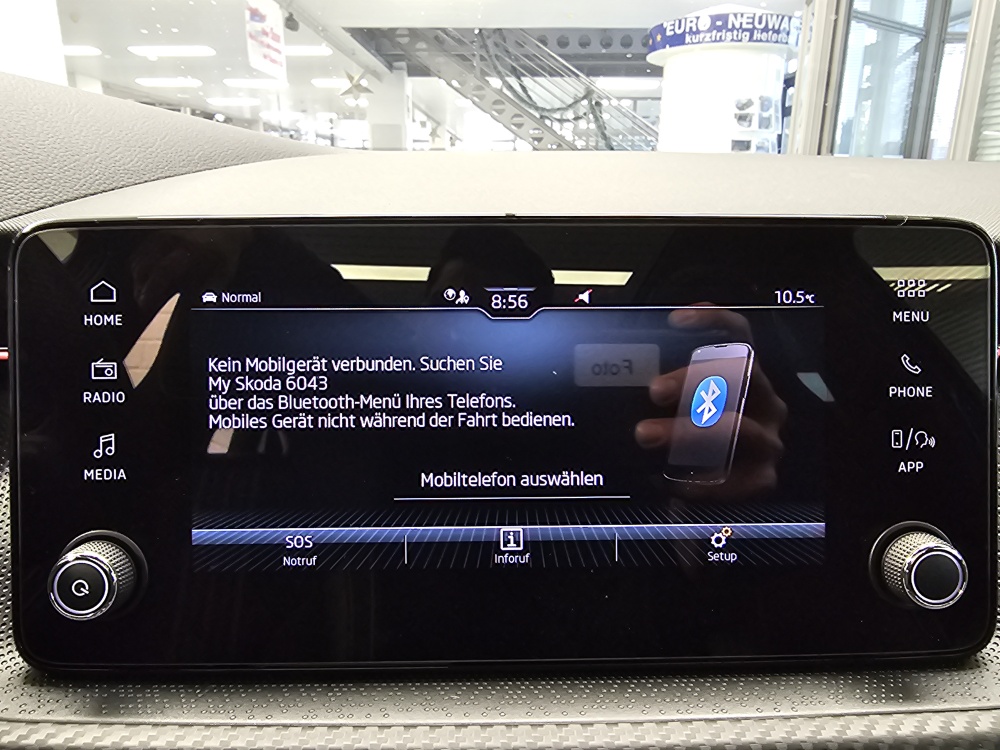 "EURO - NEUWA
kurzfristig lieferb
HOME
RADIO
MEDIA
Normal
8:56
10.5°C
Kein Mobilgerät verbunden. Suchen Sie
My Skoda 6043
über das Bluetooth-Menü Ihres Telefons.
Mobiles Gerät nicht während der Fahrt bedienen.
Foto
Mobiltelefon auswählen
SOS
Notruf
i
Inforuf
Setup
MENU
PHONE
APP